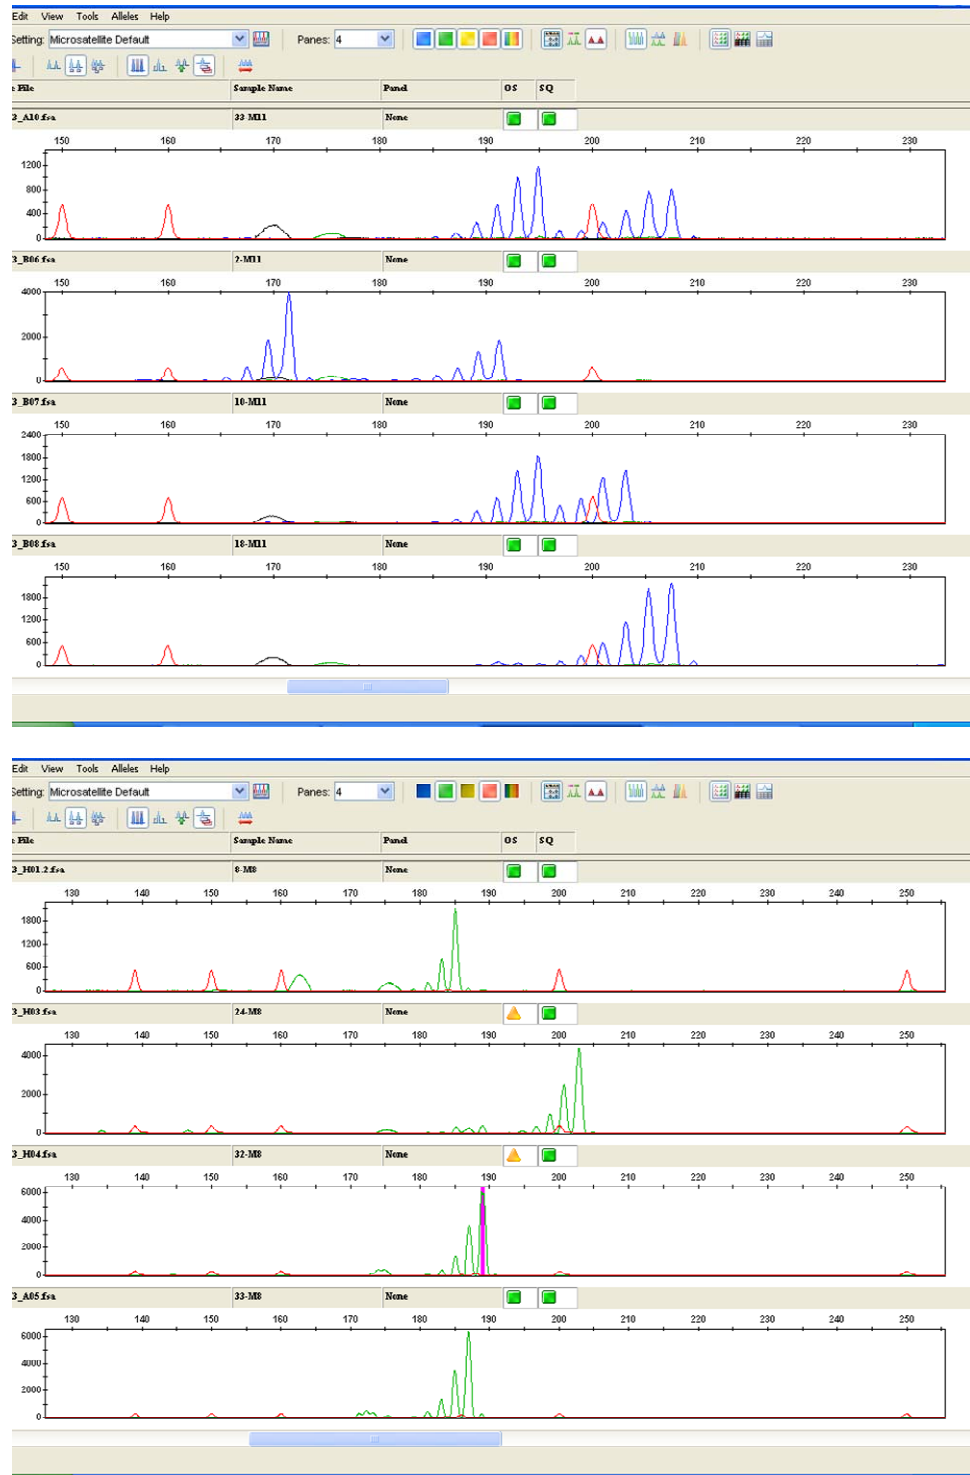 Edit View Tools Alleles Help
Setting: Microsatellite Default Panes: 4
e File Sample Name Panel OS SQ
3_A10.fsa 33-M11 None
150 160 170 180 190 200 210 220 230
1200
800
400
0
3_B06.fsa 2-M11 None
150 160 170 180 190 200 210 220 230
4000
2000
0
3_B07.fsa 10-M11 None
150 160 170 180 190 200 210 220 230
2400
1800
1200
600
0
3_B08.fsa 18-M11 None
150 160 170 180 190 200 210 220 230
1800
1200
600
0
Edit View Tools Alleles Help
Setting: Microsatellite Default Panes: 4
e File Sample Name Panel OS SQ
3_H01.2.fsa 8-M8 None
130 140 150 160 170 180 190 200 210 220 230 240 250
1800
1200
600
0
3_H03.fsa 24-M8 None
130 140 150 160 170 180 190 200 210 220 230 240 250
4000
2000
0
3_H04.fsa 32-M8 None
130 140 150 160 170 180 190 200 210 220 230 240 250
6000
4000
2000
0
3_A05.fsa 33-M8 None
130 140 150 160 170 180 190 200 210 220 230 240 250
6000
4000
2000
0